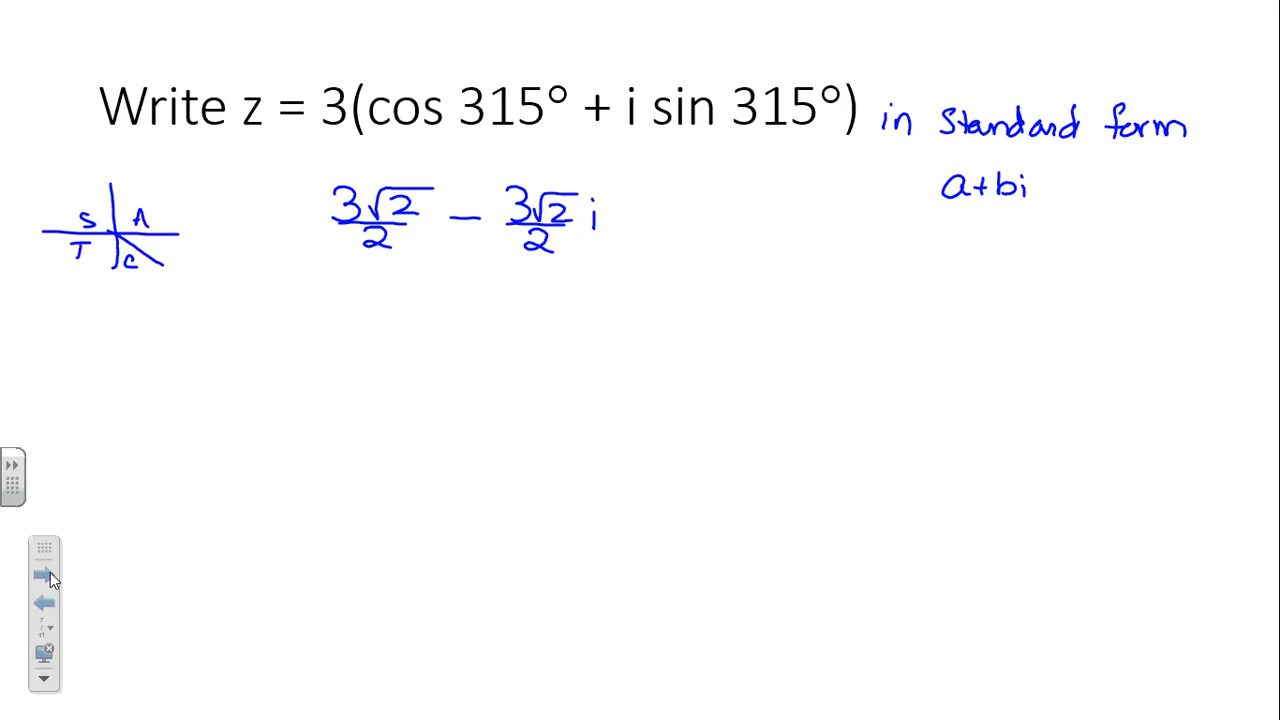 Write z = 3(cos 315° + i sin 315°) in standard form
a+bi
3√2/2 − 3√2/2 i
S A
T C